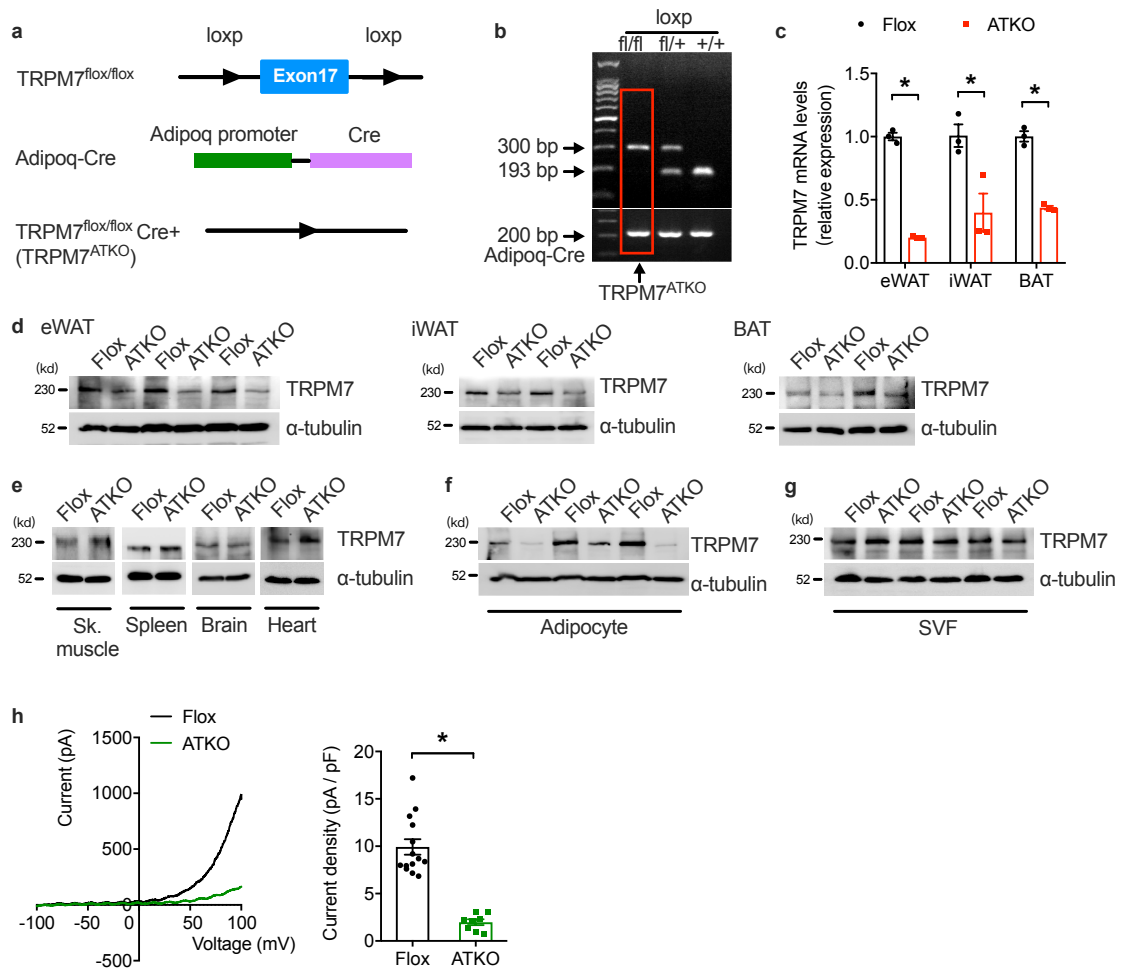 a
loxp loxp
TRPM7flox/flox
Exon17
Adipoq promoter Cre
Adipoq-Cre
TRPM7flox/flox Cre+
(TRPM7ATKO)
b
loxp
fl/fl fl/+ +/+
300 bp
193 bp
200 bp
Adipoq-Cre
TRPM7ATKO
c
Flox ATKO
TRPM7 mRNA levels
(relative expression)
1.5
1.0
0.5
0.0
* * *
eWAT iWAT BAT
d
eWAT
(kd)
Flox ATKO Flox ATKO Flox ATKO
230
TRPM7
52
α-tubulin
iWAT
(kd)
Flox ATKO Flox ATKO
230
TRPM7
52
α-tubulin
BAT
(kd)
Flox ATKO Flox ATKO
230
TRPM7
52
α-tubulin
e
(kd)
Flox ATKO Flox ATKO Flox ATKO Flox ATKO
230
TRPM7
52
α-tubulin
Sk.
muscle
Spleen Brain Heart
f
(kd)
Flox ATKO Flox ATKO Flox ATKO
230
TRPM7
52
α-tubulin
Adipocyte
g
(kd)
Flox ATKO Flox ATKO Flox ATKO
230
TRPM7
52
α-tubulin
SVF
h
Flox
ATKO
Current (pA)
1500
1000
500
0
-500
-100 -50 0 50 100
Voltage (mV)
Current density (pA / pF)
20
15
10
5
0
*
Flox ATKO